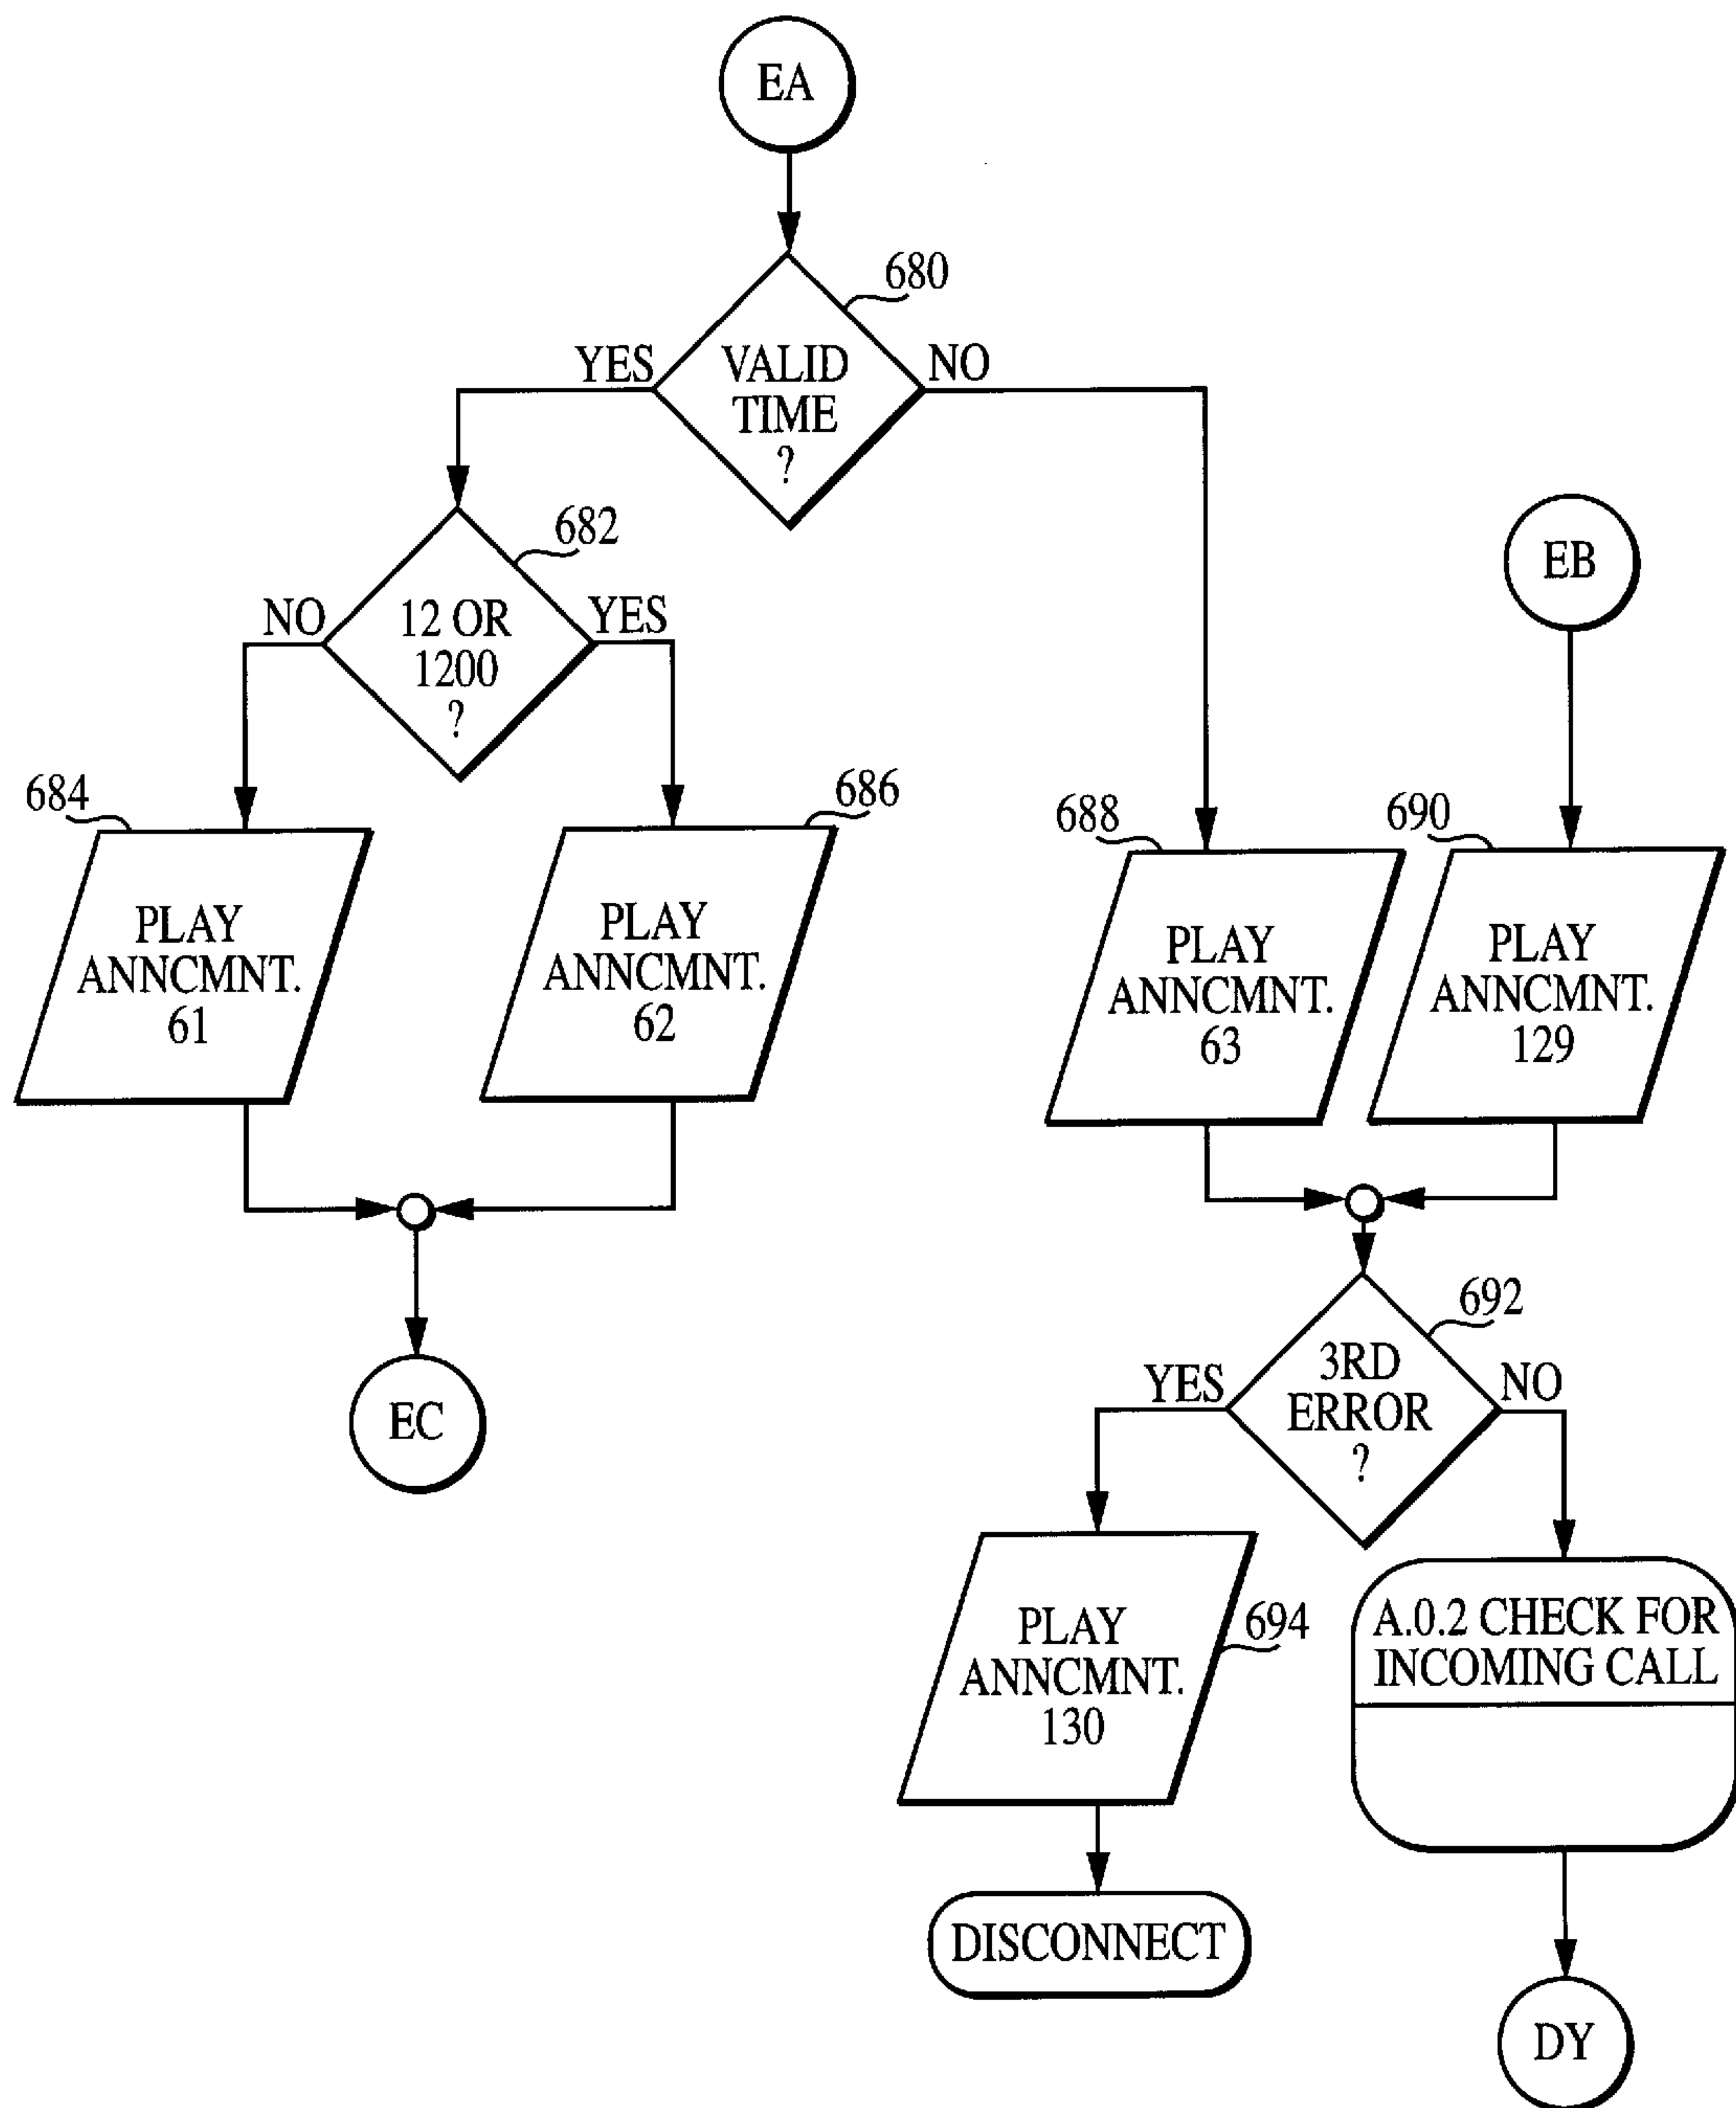 EA
680
YES
VALID
TIME
?
NO
682
NO
12 OR
1200
?
YES
EB
684
PLAY
ANNCMNT.
61
686
PLAY
ANNCMNT.
62
688
PLAY
ANNCMNT.
63
690
PLAY
ANNCMNT.
129
EC
692
YES
3RD
ERROR
?
NO
PLAY
ANNCMNT.
130
694
A.0.2 CHECK FOR
INCOMING CALL
DISCONNECT
DY